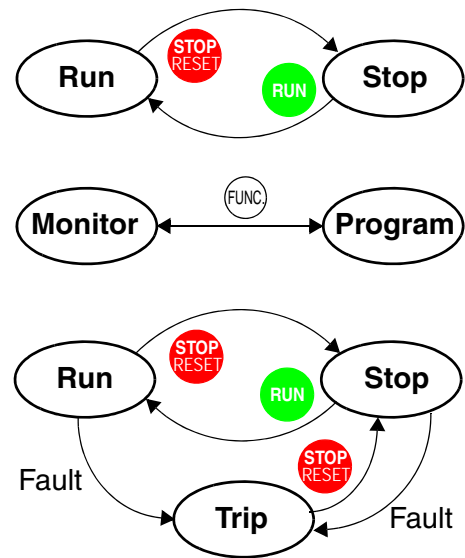 STOP
RESET
Run
Stop
RUN
FUNC.
Monitor
Program
STOP
RESET
Run
Stop
RUN
STOP
RESET
Fault
Trip
Fault